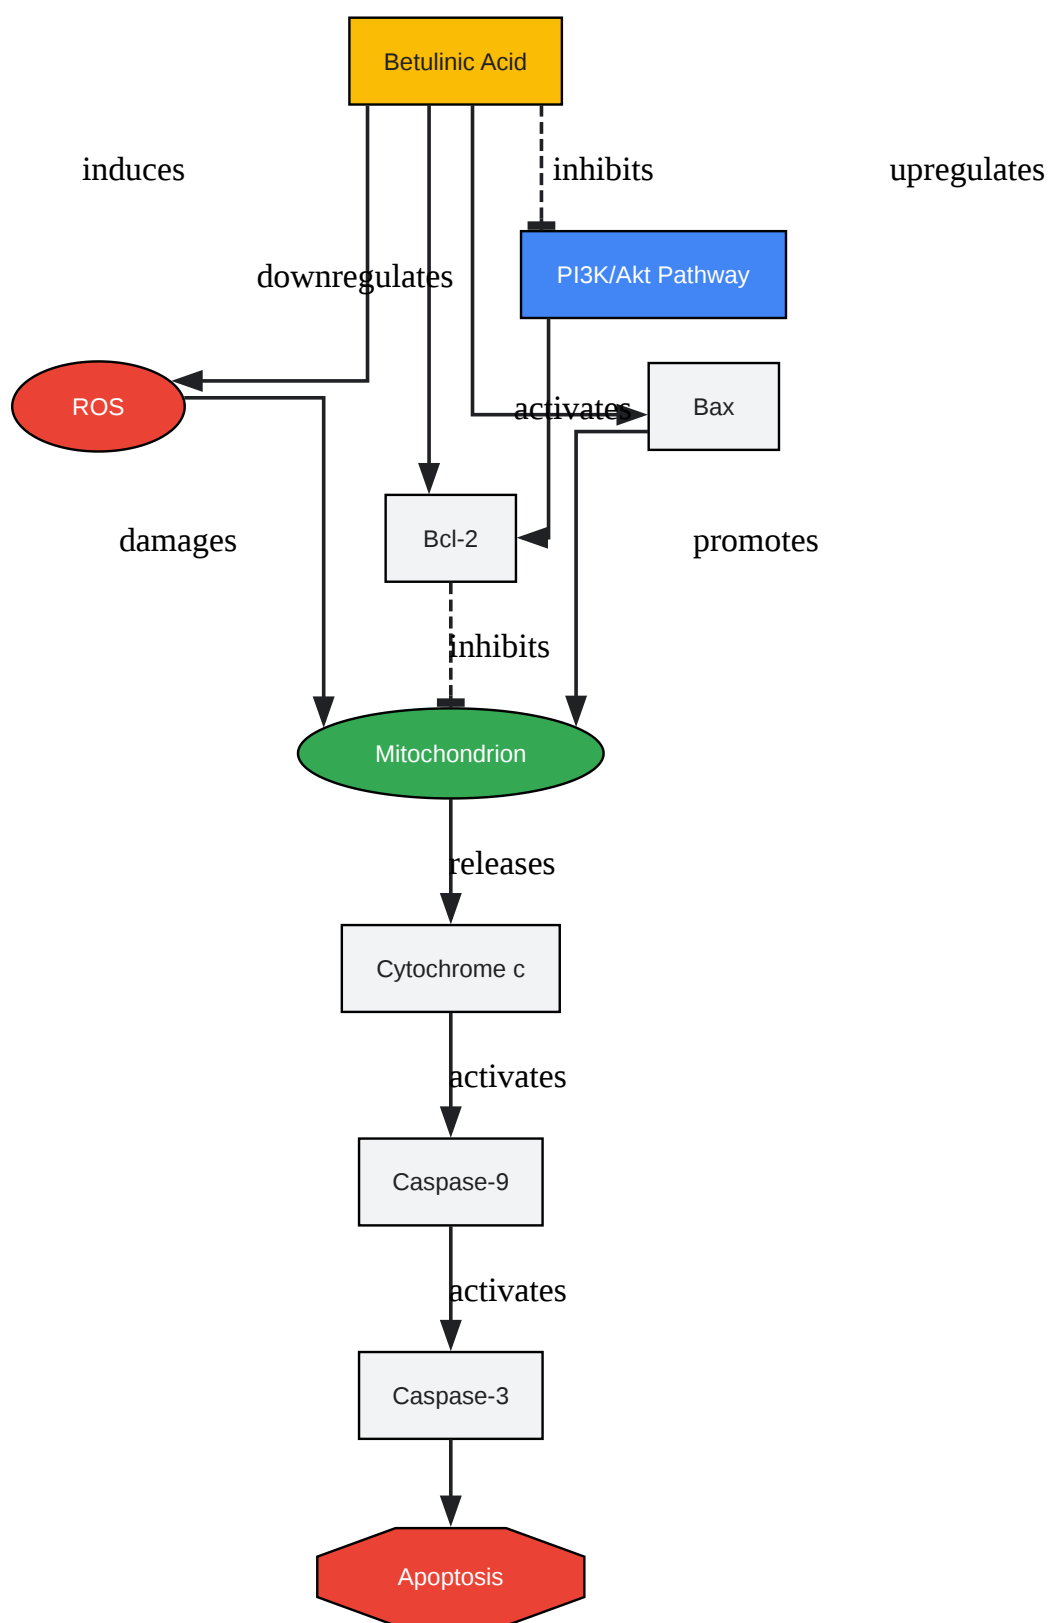 Betulinic Acid
induces
inhibits
upregulates
downregulates
PI3K/Akt Pathway
ROS
activates
Bax
damages
Bcl-2
promotes
inhibits
Mitochondrion
releases
Cytochrome c
activates
Caspase-9
activates
Caspase-3
Apoptosis